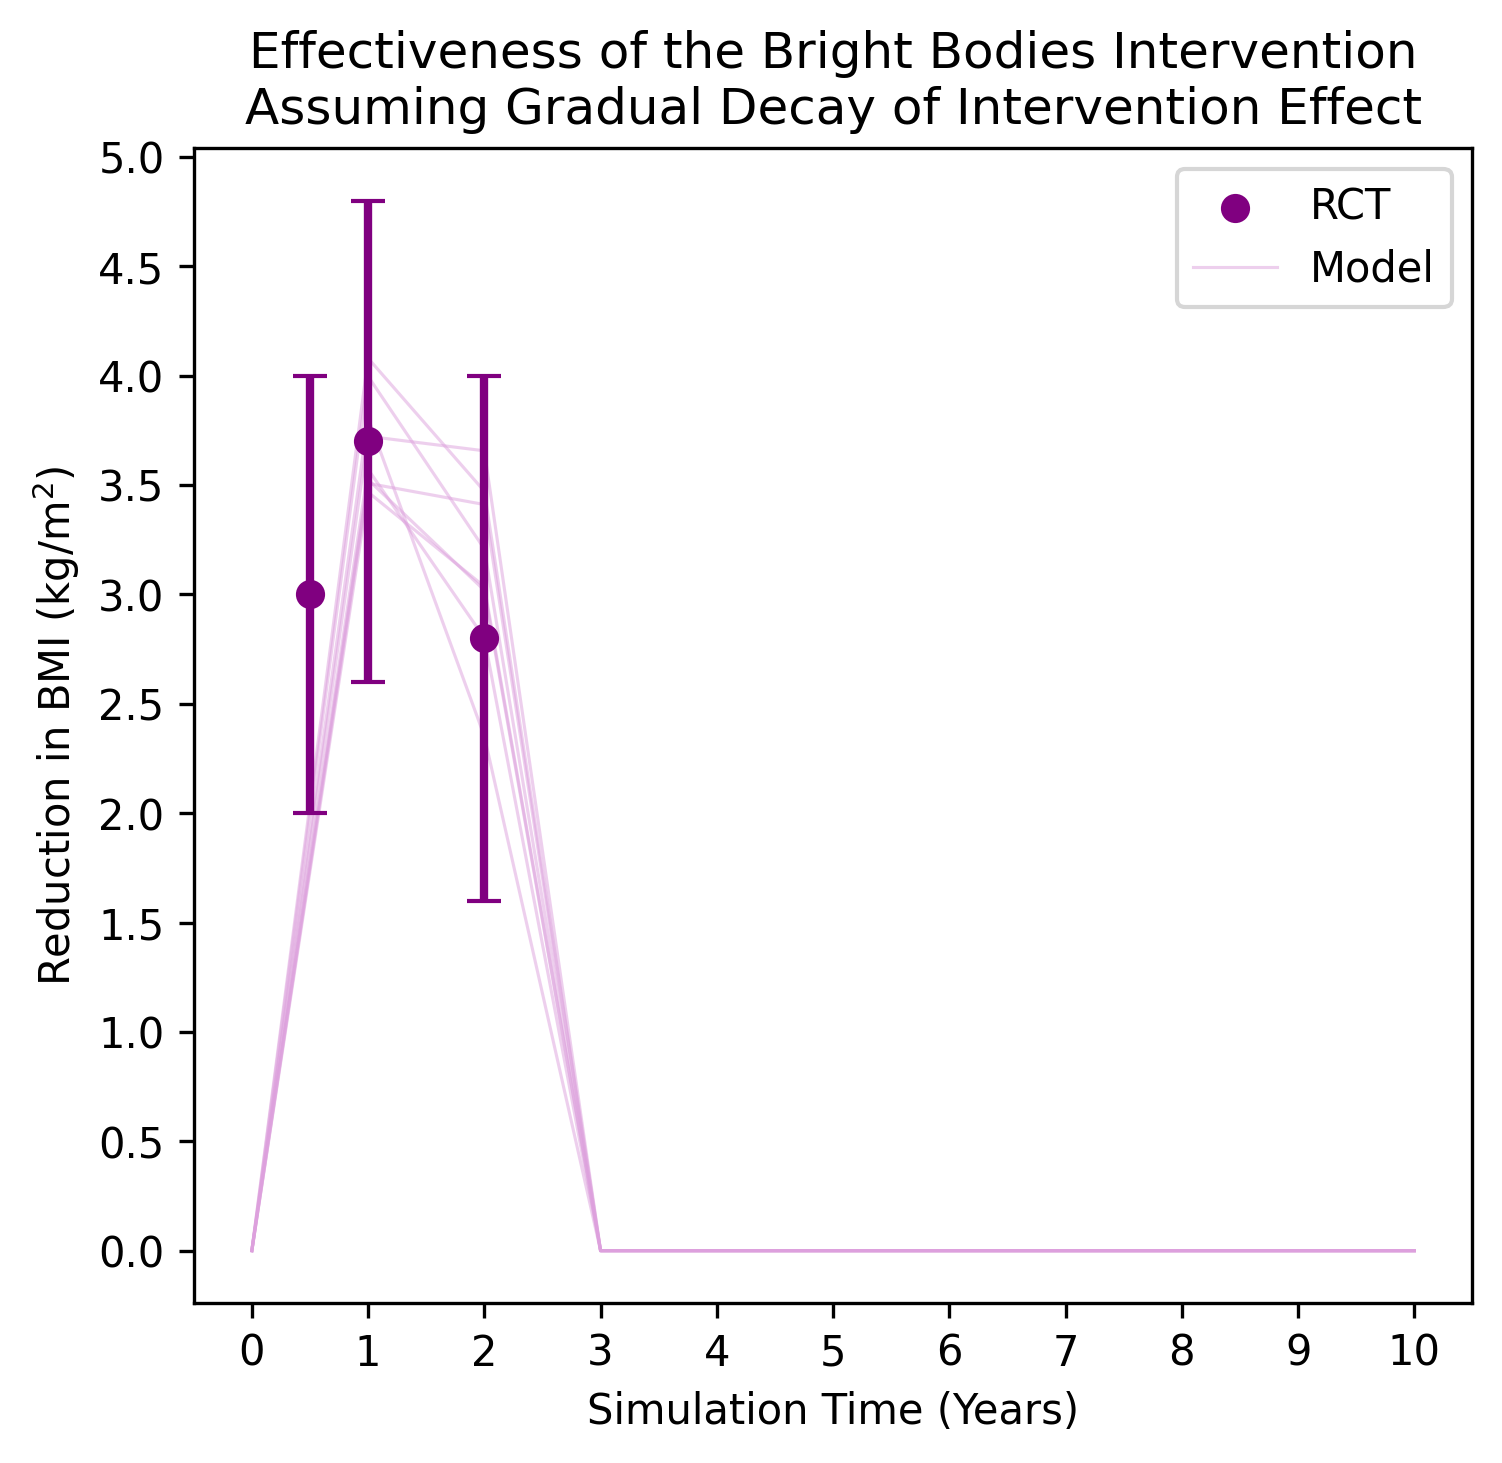 Effectiveness of the Bright Bodies Intervention
Assuming Gradual Decay of Intervention Effect
RCT
Model
Reduction in BMI (kg/m²)
5.0
4.5
4.0
3.5
3.0
2.5
2.0
1.5
1.0
0.5
0.0
0 1 2 3 4 5 6 7 8 9 10
Simulation Time (Years)